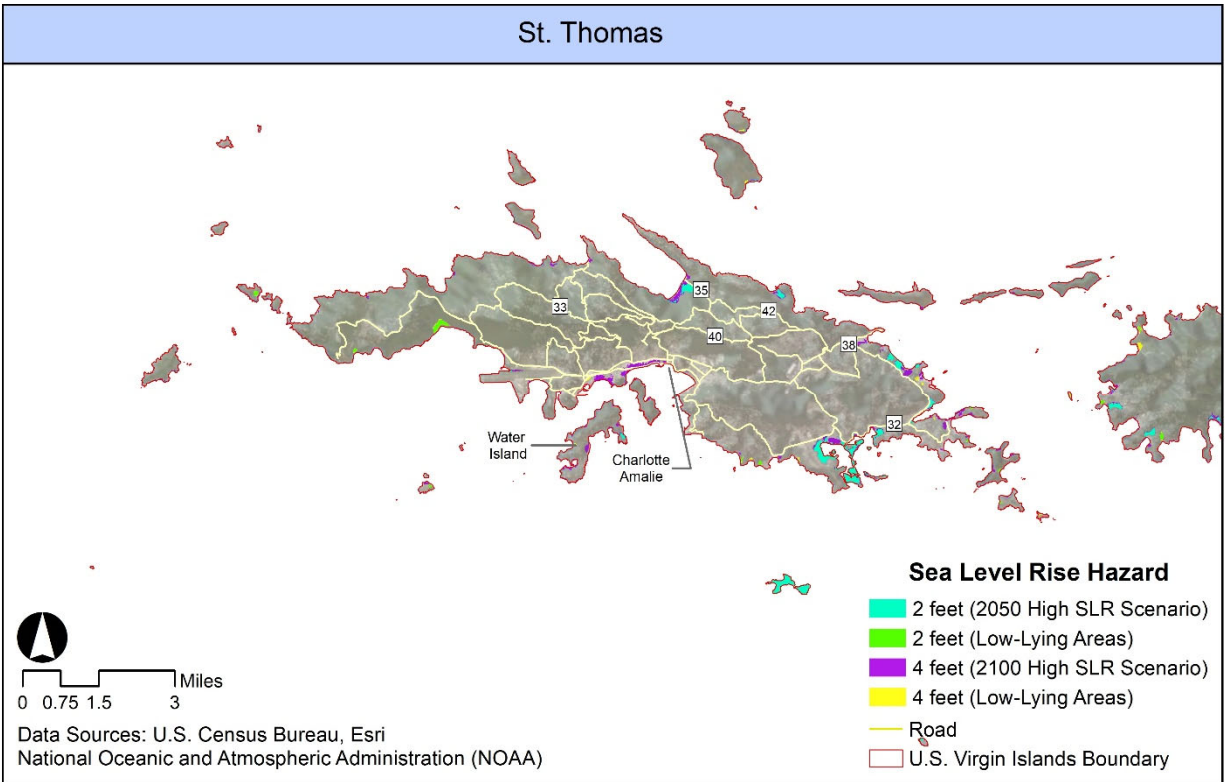 St. Thomas
33
35
42
40
38
32
Water
Island
Charlotte
Amalie
Sea Level Rise Hazard
2 feet (2050 High SLR Scenario)
2 feet (Low-Lying Areas)
4 feet (2100 High SLR Scenario)
4 feet (Low-Lying Areas)
Road
U.S. Virgin Islands Boundary
Miles
0 0.75 1.5 3
Data Sources: U.S. Census Bureau, Esri
National Oceanic and Atmospheric Administration (NOAA)